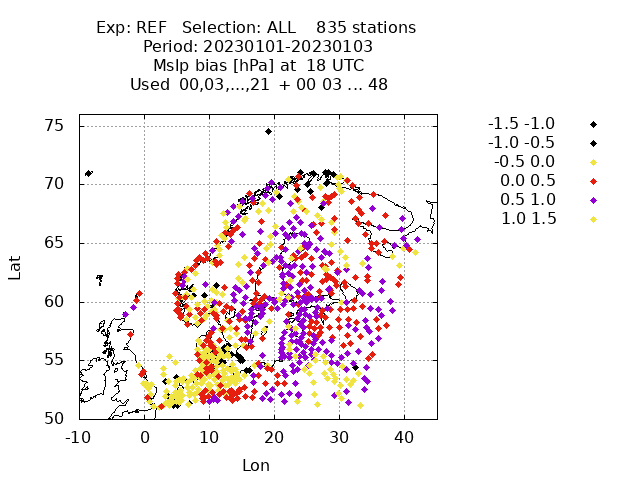 Exp: REF   Selection: ALL    835 stations
Period: 20230101-20230103
Mslp bias [hPa] at  18 UTC
Used  00,03,...,21  + 00 03 ... 48
75
70
65
60
55
50
-10 0 10 20 30 40
Lat
Lon
-1.5 -1.0
-1.0 -0.5
-0.5 0.0
0.0 0.5
0.5 1.0
1.0 1.5